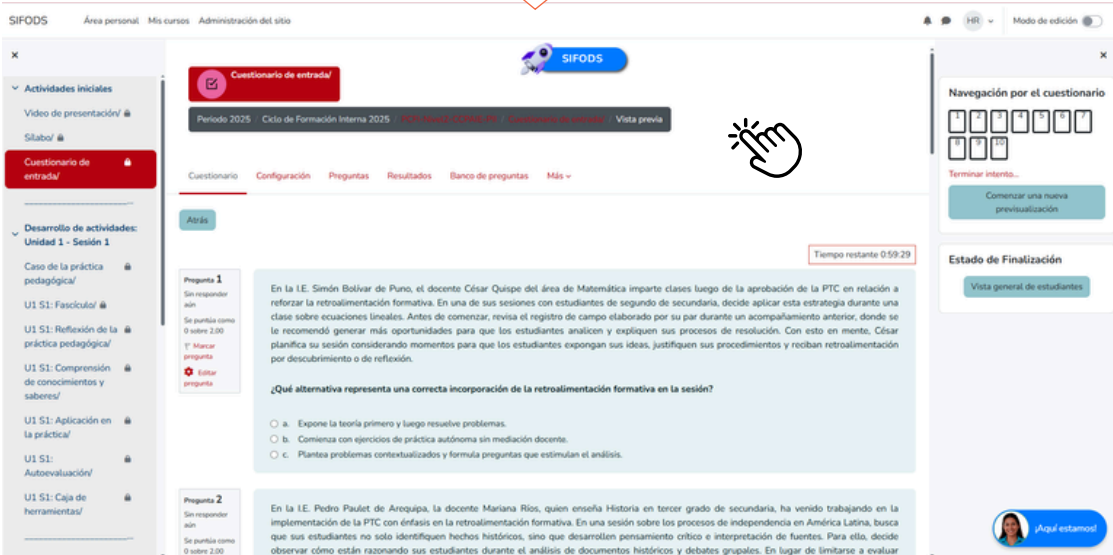 SIFODS
Área personal
Mis cursos
Administración del sitio
HR
Modo de edición
Actividades iniciales
Video de presentación/
Sílabo/
Cuestionario de
entrada/
Desarrollo de actividades:
Unidad 1 - Sesión 1
Caso de la práctica
pedagógica/
U1 S1: Fascículo/
U1 S1: Reflexión de la
práctica pedagógica/
U1 S1: Comprensión
de conocimientos y
saberes/
U1 S1: Aplicación en
la práctica/
U1 S1:
Autoevaluación/
U1 S1: Caja de
herramientas/
SIFODS
Cuestionario de entrada/
Periodo 2025 / Ciclo de Formación Interna 2025 /
Vista previa
Cuestionario
Configuración
Preguntas
Resultados
Banco de preguntas
Más
Atrás
Tiempo restante 0:59:29
Pregunta 1
Sin responder
aún
Se puntúa como
0 sobre 2,00
Marcar
pregunta
Editar
pregunta
En la I.E. Simón Bolívar de Puno, el docente César Quispe del área de Matemática imparte clases luego de la aprobación de la PTC en relación a
reforzar la retroalimentación formativa. En una de sus sesiones con estudiantes de segundo de secundaria, decide aplicar esta estrategia durante una
clase sobre ecuaciones lineales. Antes de comenzar, revisa el registro de campo elaborado por su par durante un acompañamiento anterior, donde se
le recomendó generar más oportunidades para que los estudiantes analicen y expliquen sus procesos de resolución. Con esto en mente, César
planifica su sesión considerando momentos para que los estudiantes expongan sus ideas, justifiquen sus procedimientos y reciban retroalimentación
por descubrimiento o de reflexión.
¿Qué alternativa representa una correcta incorporación de la retroalimentación formativa en la sesión?
a. Expone la teoría primero y luego resuelve problemas.
b. Comienza con ejercicios de práctica autónoma sin mediación docente.
c. Plantea problemas contextualizados y formula preguntas que estimulan el análisis.
Pregunta 2
Sin responder
aún
Se puntúa como
0 sobre 2,00
En la I.E. Pedro Paulet de Arequipa, la docente Mariana Ríos, quien enseña Historia en tercer grado de secundaria, ha venido trabajando en la
implementación de la PTC con énfasis en la retroalimentación formativa. En una sesión sobre los procesos de independencia en América Latina, busca
que sus estudiantes no solo identifiquen hechos históricos, sino que desarrollen pensamiento crítico e interpretación de fuentes. Para ello, decide
observar cómo están razonando sus estudiantes durante el análisis de documentos históricos y debates grupales. En lugar de limitarse a evaluar
Navegación por el cuestionario
1 2 3 4 5 6 7
8 9 10
Terminar intento...
Comenzar una nueva
previsualización
Estado de Finalización
Vista general de estudiantes
¡Aquí estamos!